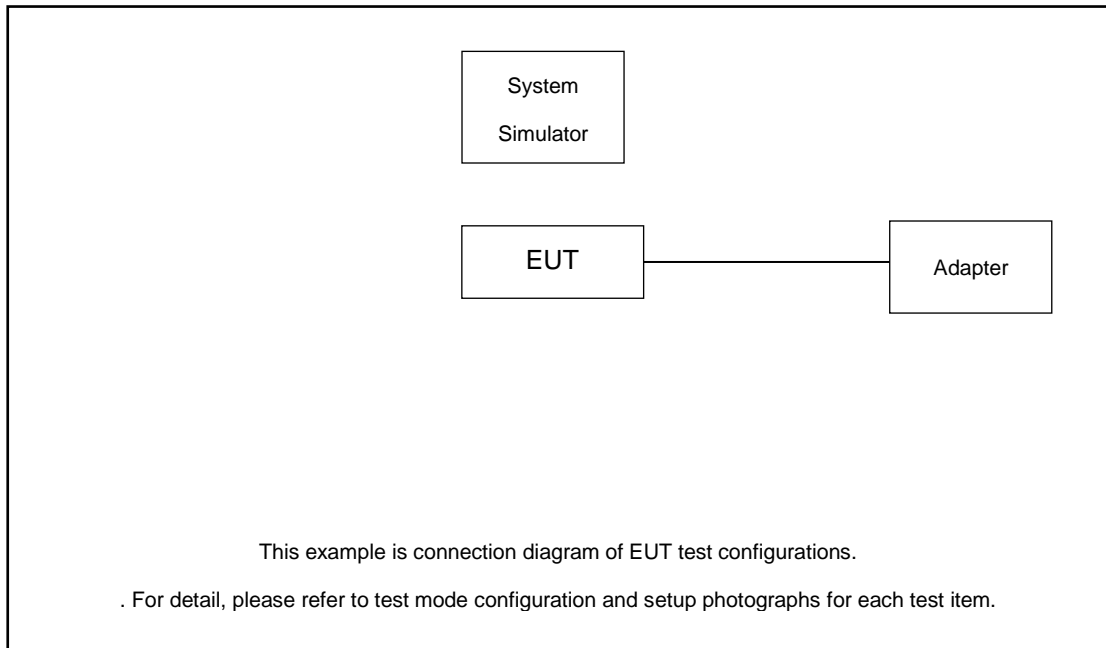 System
Simulator
EUT
Adapter
This example is connection diagram of EUT test configurations.
. For detail, please refer to test mode configuration and setup photographs for each test item.